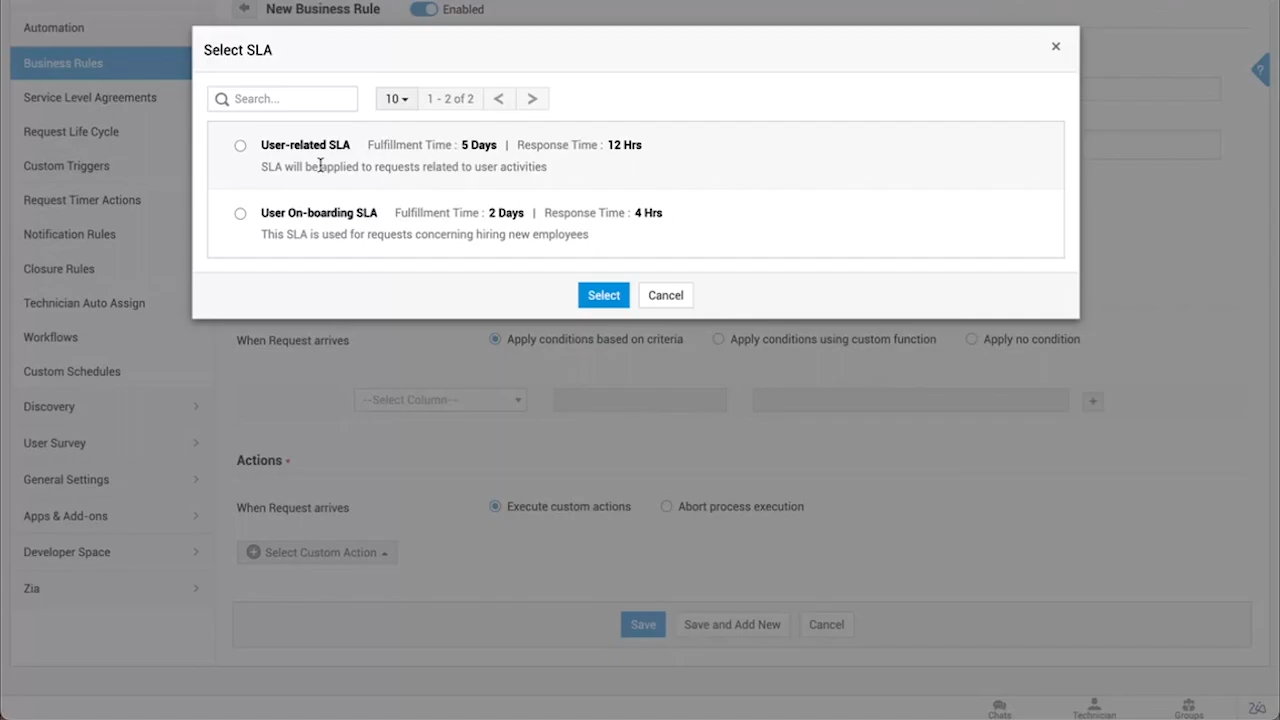 New Business Rule Enabled
Automation
Select SLA ×
Business Rules
?
Search... 10 1 - 2 of 2 < >
Service Level Agreements
Request Life Cycle
User-related SLA Fulfillment Time : 5 Days | Response Time : 12 Hrs
SLA will be applied to requests related to user activities
Custom Triggers
Request Timer Actions
User On-boarding SLA Fulfillment Time : 2 Days | Response Time : 4 Hrs
This SLA is used for requests concerning hiring new employees
Notification Rules
Closure Rules
Select Cancel
Technician Auto Assign
Workflows
When Request arrives Apply conditions based on criteria Apply conditions using custom function Apply no condition
Custom Schedules
--Select Column-- +
Discovery
User Survey
Actions *
General Settings
When Request arrives Execute custom actions Abort process execution
Apps & Add-ons
Developer Space
Select Custom Action
Zia
Save Save and Add New Cancel
Chats Technician Groups